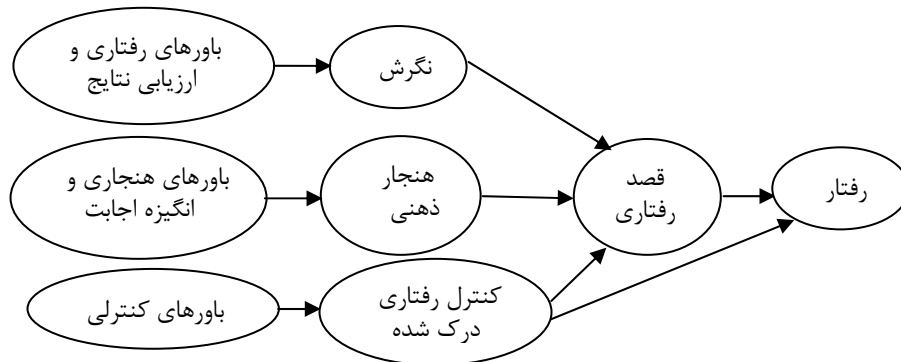 باورهای رفتاری و
ارزیابی نتایج
نگرش
باورهای هنجاری و
انگیزه اجابت
هنجار
ذهنی
قصد
رفتاری
رفتار
باورهای کنترلی
کنترل رفتاری
درک شده